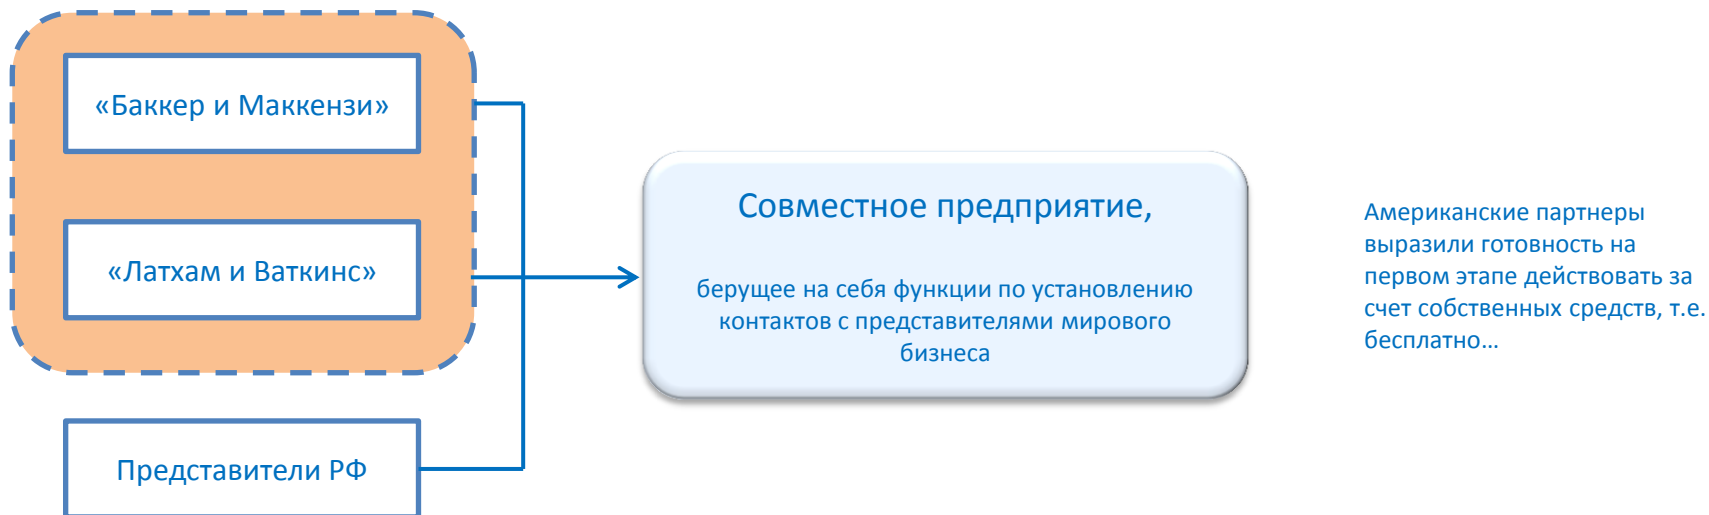 «Баккер и Маккензи»
«Латхам и Ваткинс»
Представители РФ
Совместное предприятие,
берущее на себя функции по установлению
контактов с представителями мирового
бизнеса
Американские партнеры
выразили готовность на
первом этапе действовать за
счет собственных средств, т.е.
бесплатно…